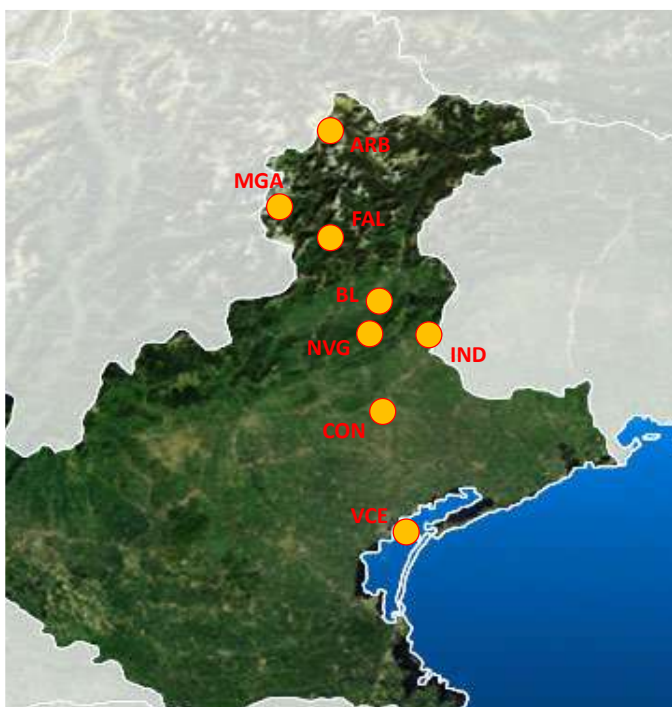 ARB
MGA
FAL
BL
NVG
IND
CON
VCE